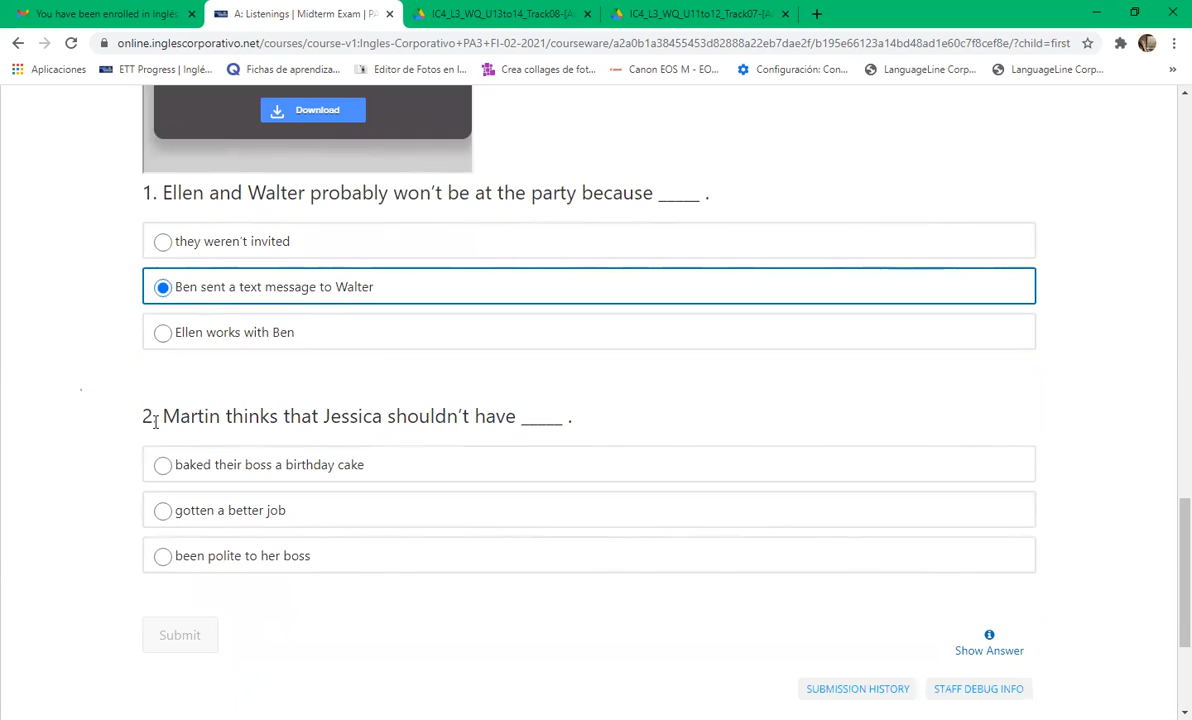 You have been enrolled in Inglés
A: Listenings | Midterm Exam | PA
IC4_L3_WQ_U13to14_Track08-[A
IC4_L3_WQ_U11to12_Track07-[A
online.inglescorporativo.net/courses/course-v1:Ingles-Corporativo+PA3+FI-02-2021/courseware/a2a0b1a38455453d82888a22eb7dae2f/b195e66123a14bd48ad1e60c7f8cef8e/?child=first
Aplicaciones
ETT Progress | Inglé...
Fichas de aprendiza...
Editor de Fotos en l...
Crea collages de fot...
Canon EOS M - EO...
Configuración: Con...
LanguageLine Corp...
LanguageLine Corp...
»
Download
1. Ellen and Walter probably won't be at the party because _____ .
they weren't invited
Ben sent a text message to Walter
Ellen works with Ben
2. Martin thinks that Jessica shouldn't have _____ .
baked their boss a birthday cake
gotten a better job
been polite to her boss
Submit
Show Answer
SUBMISSION HISTORY
STAFF DEBUG INFO